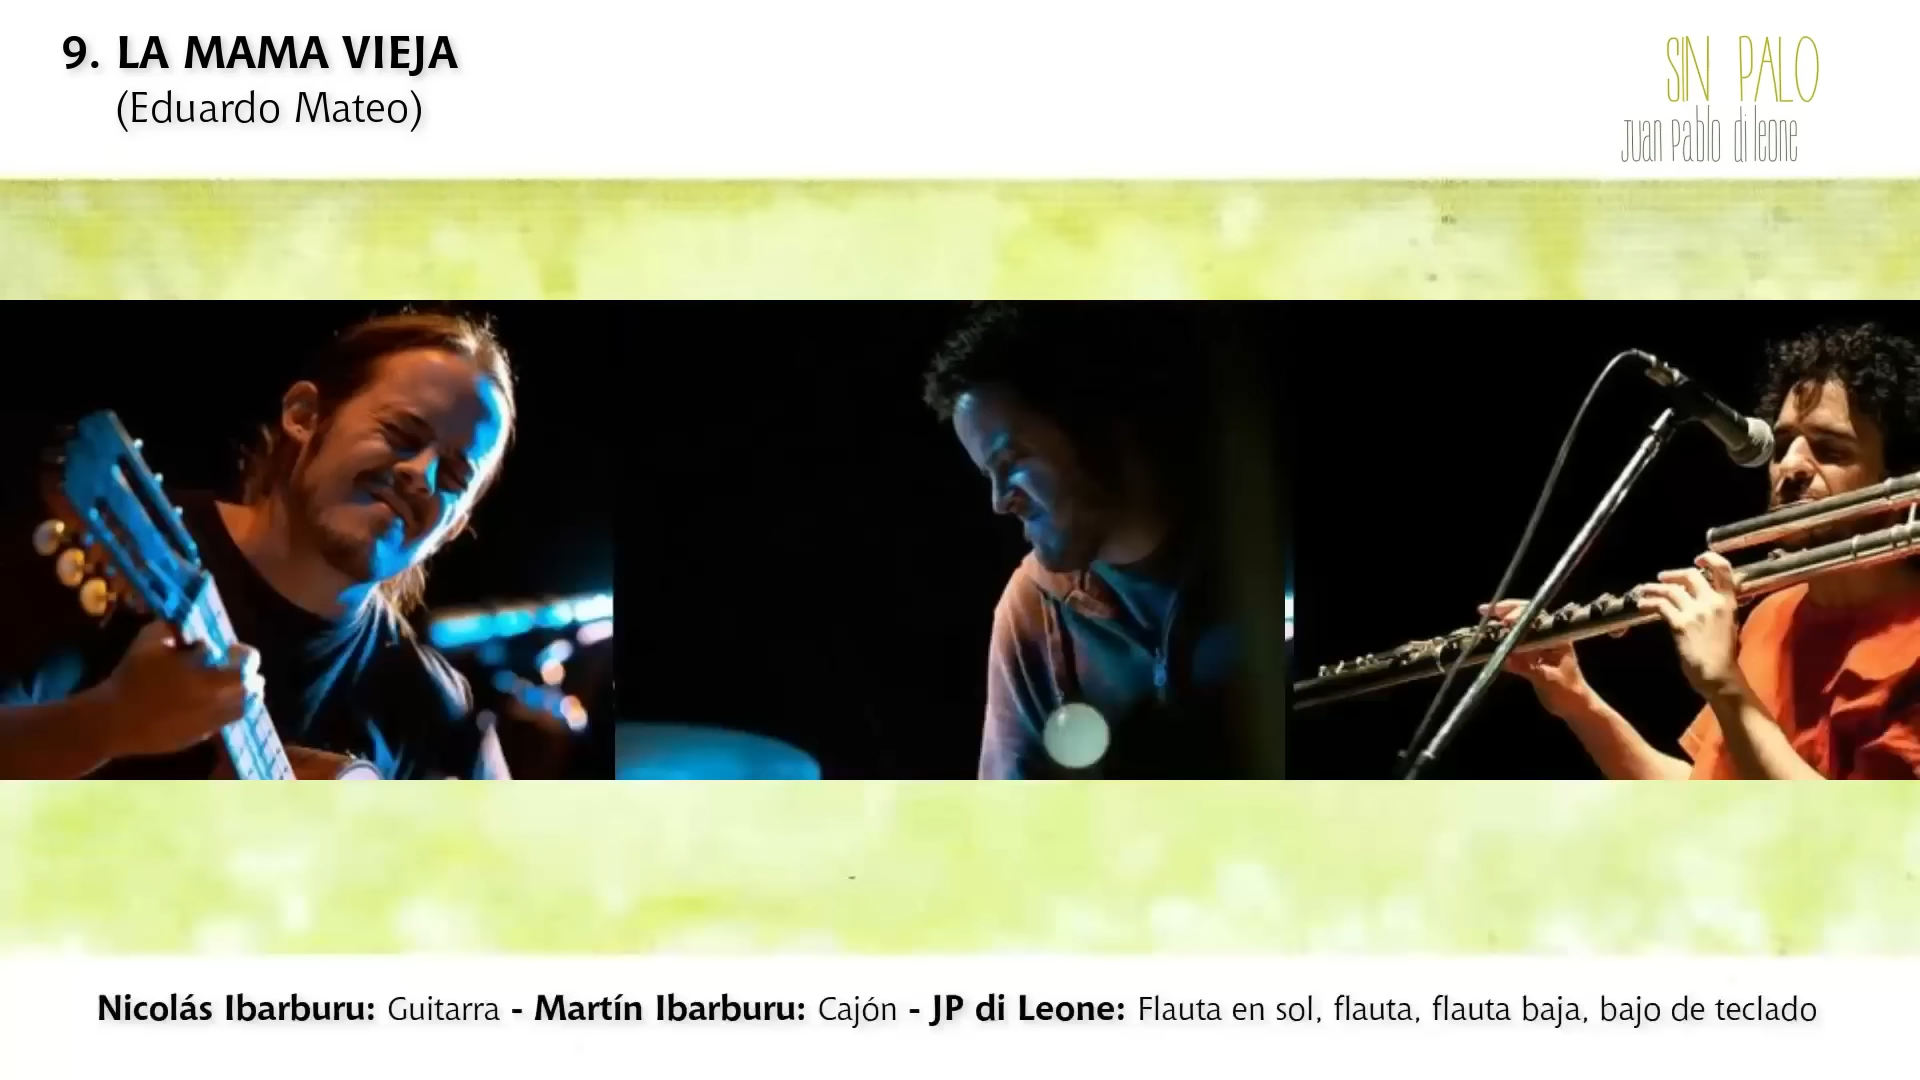 9. LA MAMA VIEJA
(Eduardo Mateo)
SIN PALO
Juan pablo di leone
Nicolás Ibarburu: Guitarra - Martín Ibarburu: Cajón - JP di Leone: Flauta en sol, flauta, flauta baja, bajo de teclado